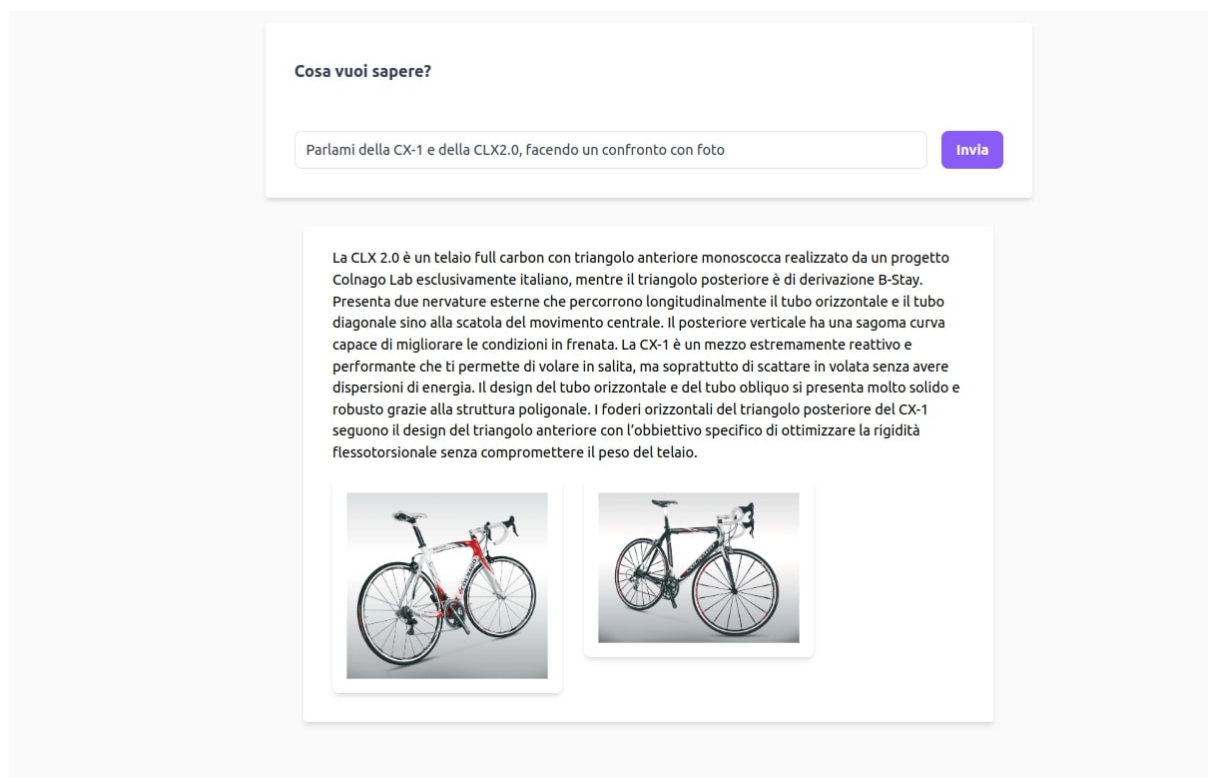 Cosa vuoi sapere?
Parlami della CX-1 e della CLX2.0, facendo un confronto con foto
Invia
La CLX 2.0 è un telaio full carbon con triangolo anteriore monoscocca realizzato da un progetto
Colnago Lab esclusivamente italiano, mentre il triangolo posteriore è di derivazione B-Stay.
Presenta due nervature esterne che percorrono longitudinalmente il tubo orizzontale e il tubo
diagonale sino alla scatola del movimento centrale. Il posteriore verticale ha una sagoma curva
capace di migliorare le condizioni in frenata. La CX-1 è un mezzo estremamente reattivo e
performante che ti permette di volare in salita, ma soprattutto di scattare in volata senza avere
dispersioni di energia. Il design del tubo orizzontale e del tubo obliquo si presenta molto solido e
robusto grazie alla struttura poligonale. I foderi orizzontali del triangolo posteriore del CX-1
seguono il design del triangolo anteriore con l’obbiettivo specifico di ottimizzare la rigidità
flessotorsionale senza compromettere il peso del telaio.